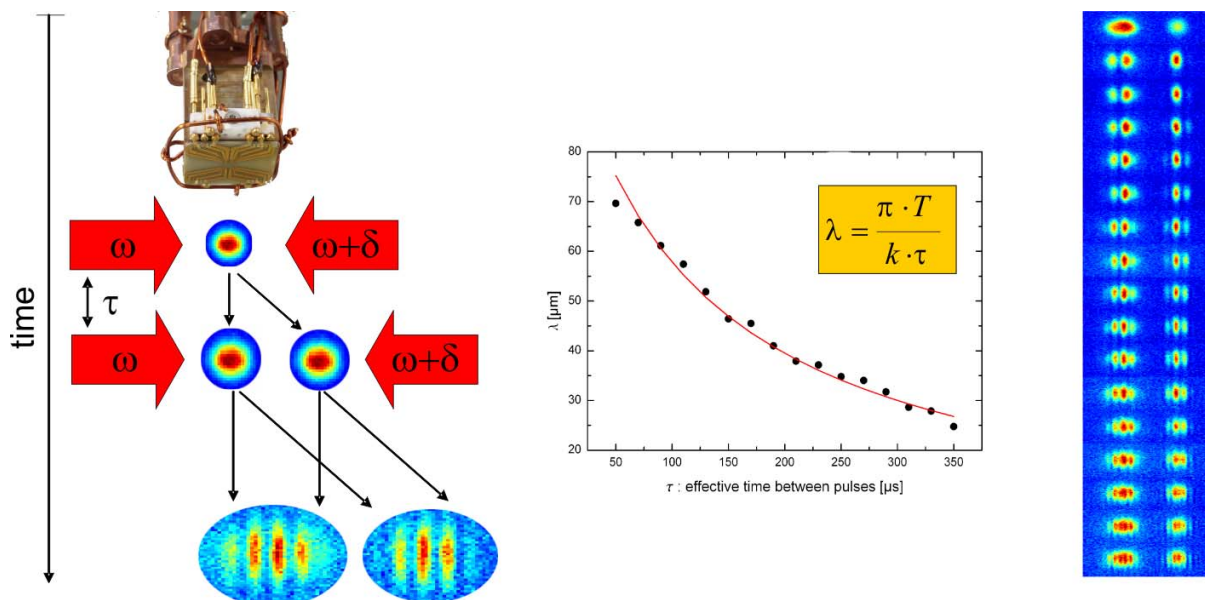 time
ω
ω+δ
τ
ω
ω+δ
λ [µm]
80
70
60
50
40
30
20
λ = π · T / k · τ
50 100 150 200 250 300 350
τ : effective time between pulses [µs]